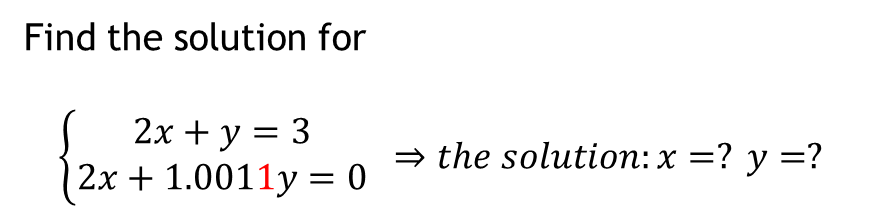 Find the solution for
2x + y = 3
2x + 1.0011y = 0
⇒ the solution: x =? y =?